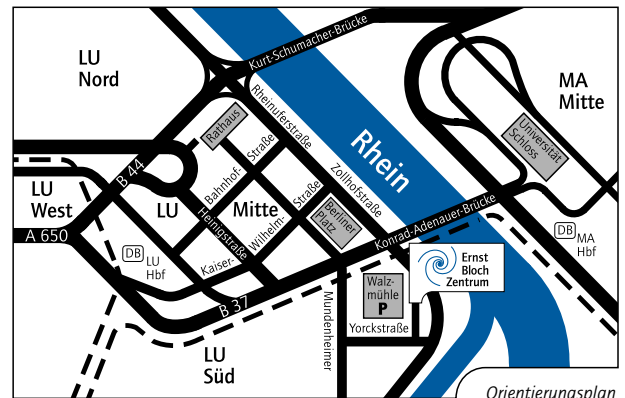 Kurt-Schumacher-Brücke
LU
Nord
MA
Mitte
Rheinuferstraße
Rathaus
Universität
Schloss
Rhein
Straße
Bahnhof-
Zollhofstraße
B 44
LU
West
LU
Mitte
Straße
Wilhelm-
Kaiser-
Heinigstraße
Berliner
Platz
Konrad-Adenauer-Brücke
A 650
DB
LU
Hbf
DB
MA
Hbf
Ernst
Bloch
Zentrum
B 37
Walz-
mühle
P
Yorckstraße
Mundenheimer
LU
Süd
Orientierungsplan